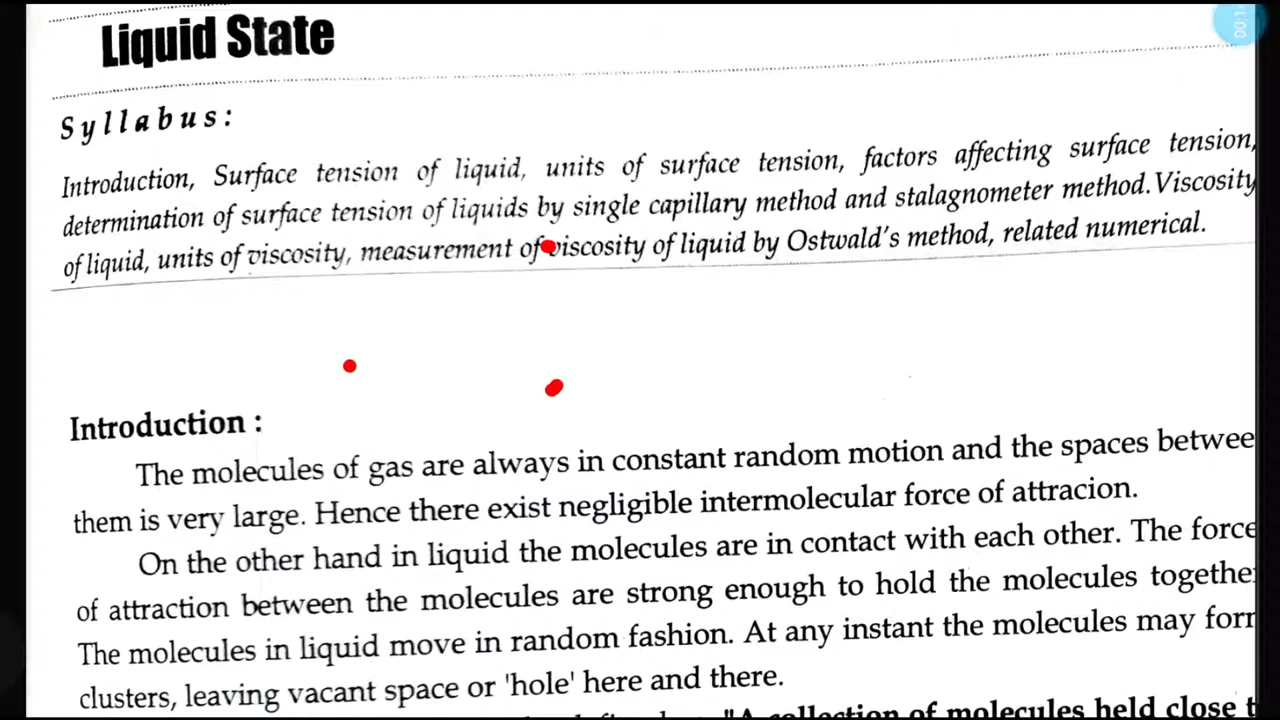 Liquid State
Syllabus:
Introduction, Surface tension of liquid, units of surface tension, factors affecting surface tension,
determination of surface tension of liquids by single capillary method and stalagnometer method. Viscosity
of liquid, units of viscosity, measurement of viscosity of liquid by Ostwald's method, related numerical.
Introduction :
The molecules of gas are always in constant random motion and the spaces betwee
them is very large. Hence there exist negligible intermolecular force of attracion.
On the other hand in liquid the molecules are in contact with each other. The force
of attraction between the molecules are strong enough to hold the molecules togethe
The molecules in liquid move in random fashion. At any instant the molecules may for
clusters, leaving vacant space or 'hole' here and there.
"A collection of molecules held close t